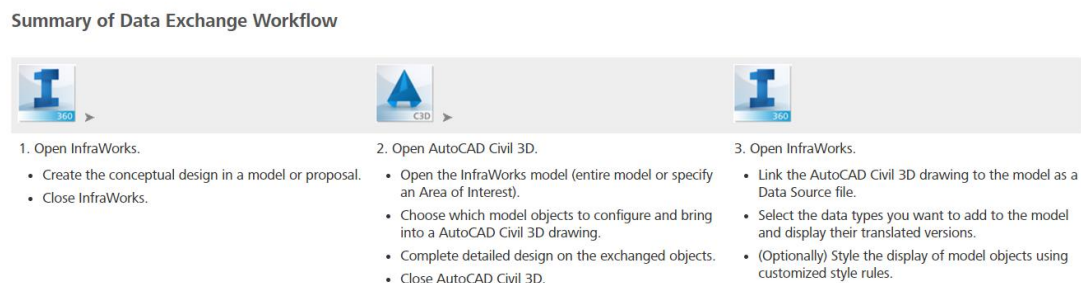 Summary of Data Exchange Workflow
360
C3D
360
1. Open InfraWorks.
• Create the conceptual design in a model or proposal.
• Close InfraWorks.
2. Open AutoCAD Civil 3D.
• Open the InfraWorks model (entire model or specify
an Area of Interest).
• Choose which model objects to configure and bring
into a AutoCAD Civil 3D drawing.
• Complete detailed design on the exchanged objects.
• Close AutoCAD Civil 3D.
3. Open InfraWorks.
• Link the AutoCAD Civil 3D drawing to the model as a
Data Source file.
• Select the data types you want to add to the model
and display their translated versions.
• (Optionally) Style the display of model objects using
customized style rules.